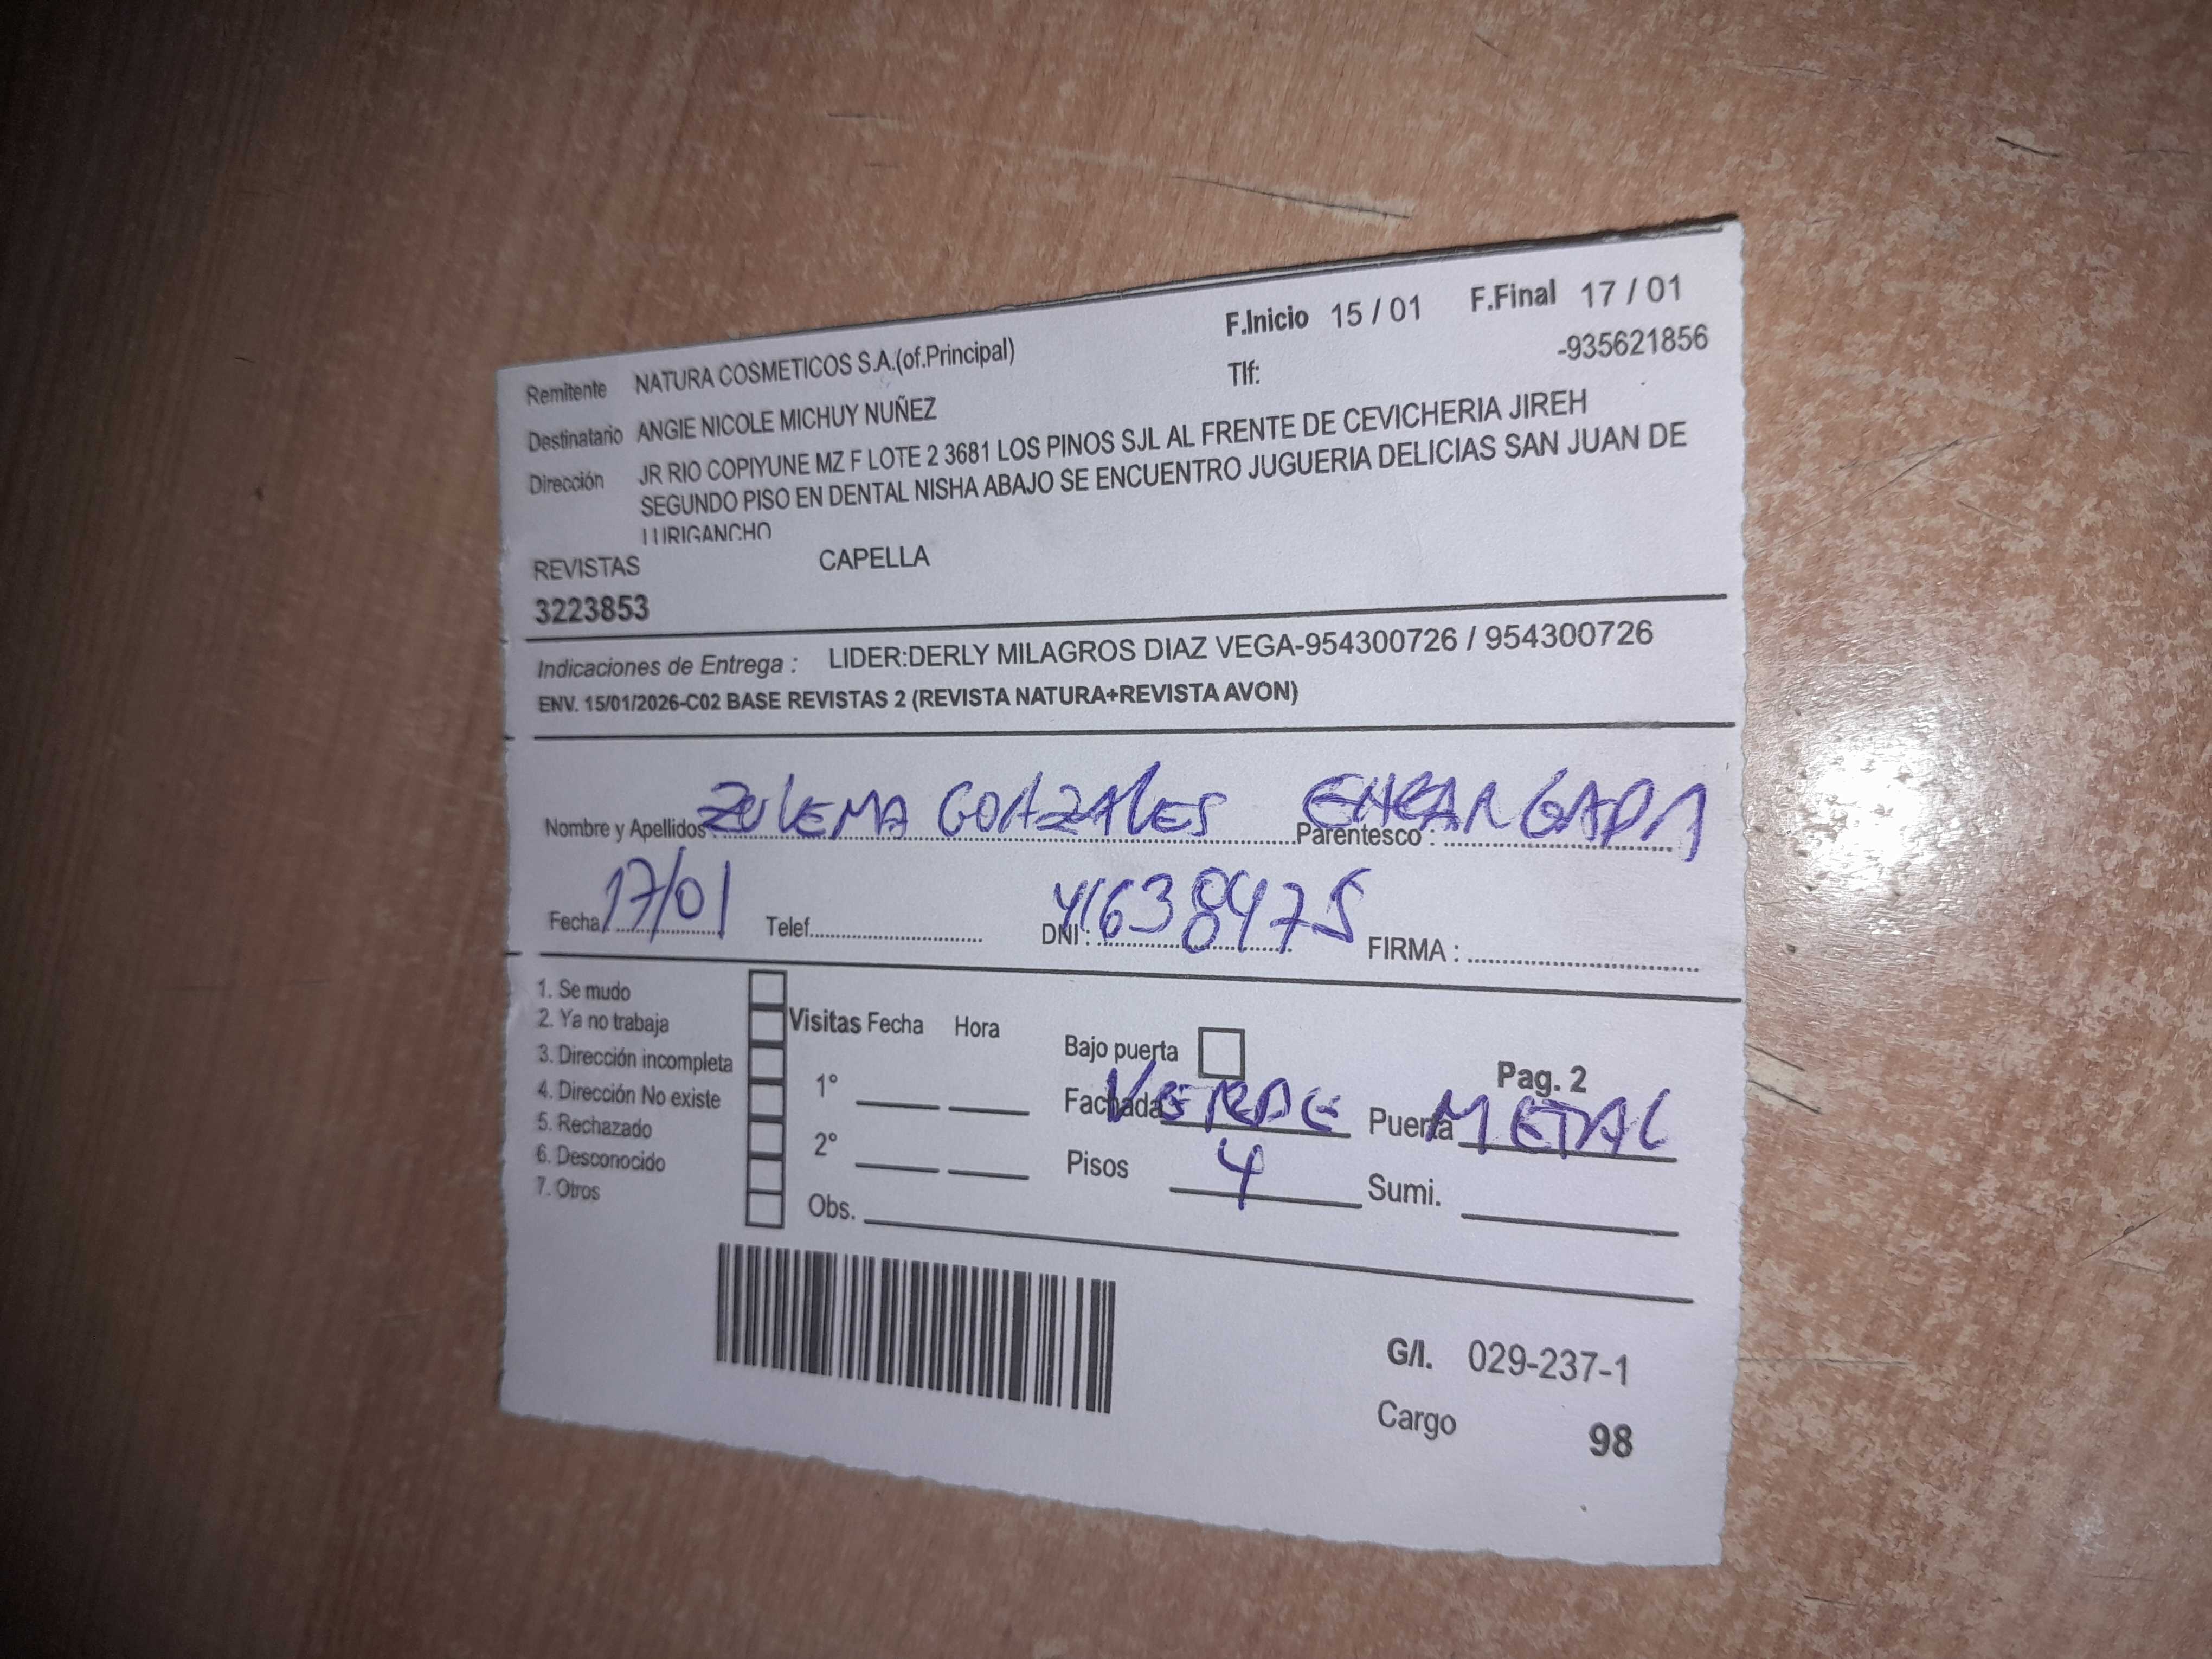 F.Inicio 15 / 01 F.Final 17 / 01
Remitente NATURA COSMETICOS S.A.(of.Principal)
Tlf: -935621856
Destinatario ANGIE NICOLE MICHUY NUÑEZ
Dirección JR RIO COPIYUNE MZ F LOTE 2 3681 LOS PINOS SJL AL FRENTE DE CEVICHERIA JIREH
SEGUNDO PISO EN DENTAL NISHA ABAJO SE ENCUENTRO JUGUERIA DELICIAS SAN JUAN DE
LURIGANCHO
REVISTAS CAPELLA
3223853
Indicaciones de Entrega : LIDER:DERLY MILAGROS DIAZ VEGA-954300726 / 954300726
ENV. 15/01/2026-C02 BASE REVISTAS 2 (REVISTA NATURA+REVISTA AVON)
Nombre y Apellidos ZULEMA GONZALES Parentesco : ENCARGADA
Fecha 17/01 Telef. DNI : 41638475 FIRMA :
1. Se mudo
2. Ya no trabaja
3. Dirección incompleta
4. Dirección No existe
5. Rechazado
6. Desconocido
7. Otros
Visitas Fecha Hora
1°
2°
Obs.
Bajo puerta
Pag. 2
Fachada VERDE Puerta METAL
Pisos 4 Sumi.
G/I. 029-237-1
Cargo 98